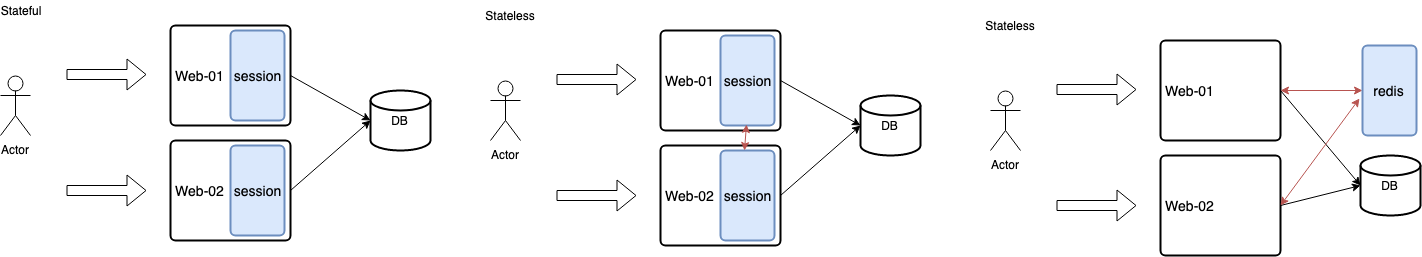 Stateful
Actor
Web-01
session
Web-02
session
DB
Stateless
Actor
Web-01
session
Web-02
session
DB
Stateless
Actor
Web-01
Web-02
redis
DB